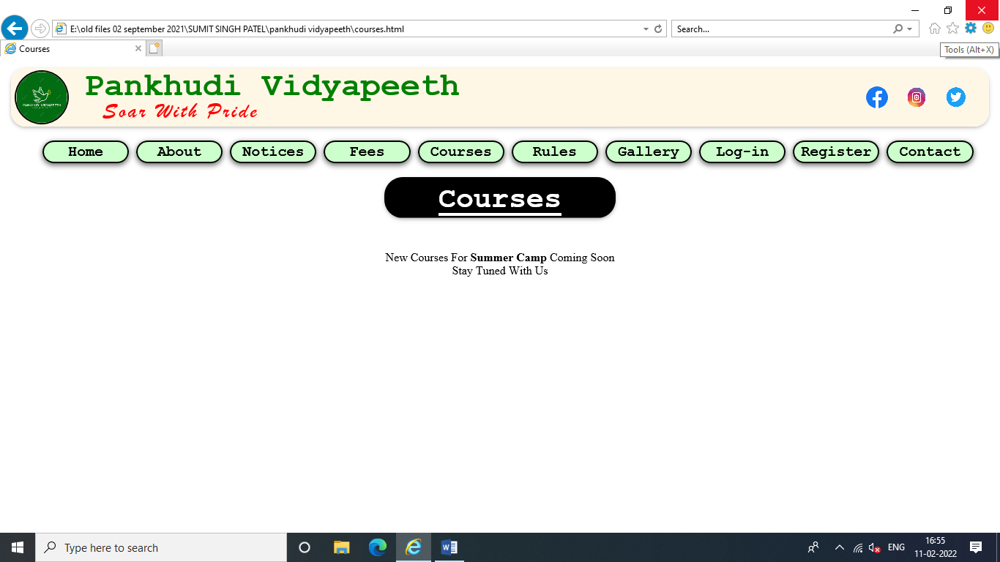 E:\old files 02 september 2021\SUMIT SINGH PATEL\pankhudi vidyapeeth\courses.html
Search...
Courses
Tools (Alt+X)
PANKHUDI VIDYAPEETH
Pankhudi Vidyapeeth
Soar With Pride
Home About Notices Fees Courses Rules Gallery Log-in Register Contact
Courses
New Courses For Summer Camp Coming Soon
Stay Tuned With Us
Type here to search
ENG
16:55
11-02-2022